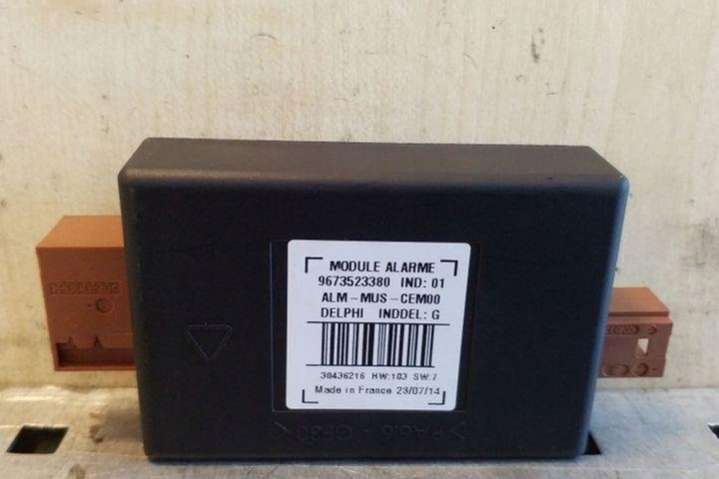 MODULE ALARME
9673523380 IND: 01
ALM-MUS-CEM00
DELPHI INDDEL: G
30436216 HW:103 SW:7
Made in France 23/07/14